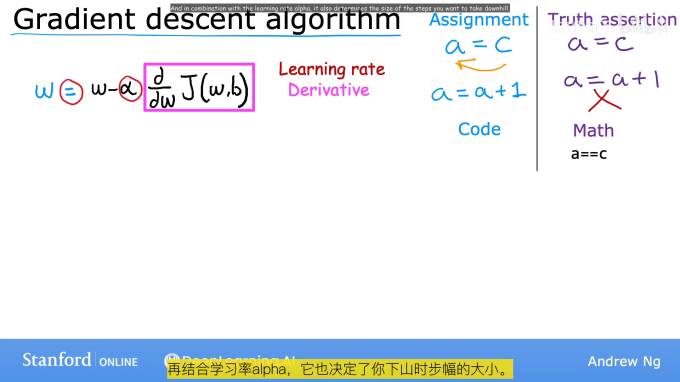 And in combination with the learning rate alpha, it also determines the size of the steps you want to take downhill.
Gradient descent algorithm
Assignment
Truth assertion
a = c
a = c
w = w - α d/dw J(w,b)
Learning rate
Derivative
a = a + 1
a = a + 1
Code
Math
a==c
Stanford ONLINE
DeepLearning.AI
Andrew Ng
再结合学习率alpha，它也决定了你下山时步幅的大小。